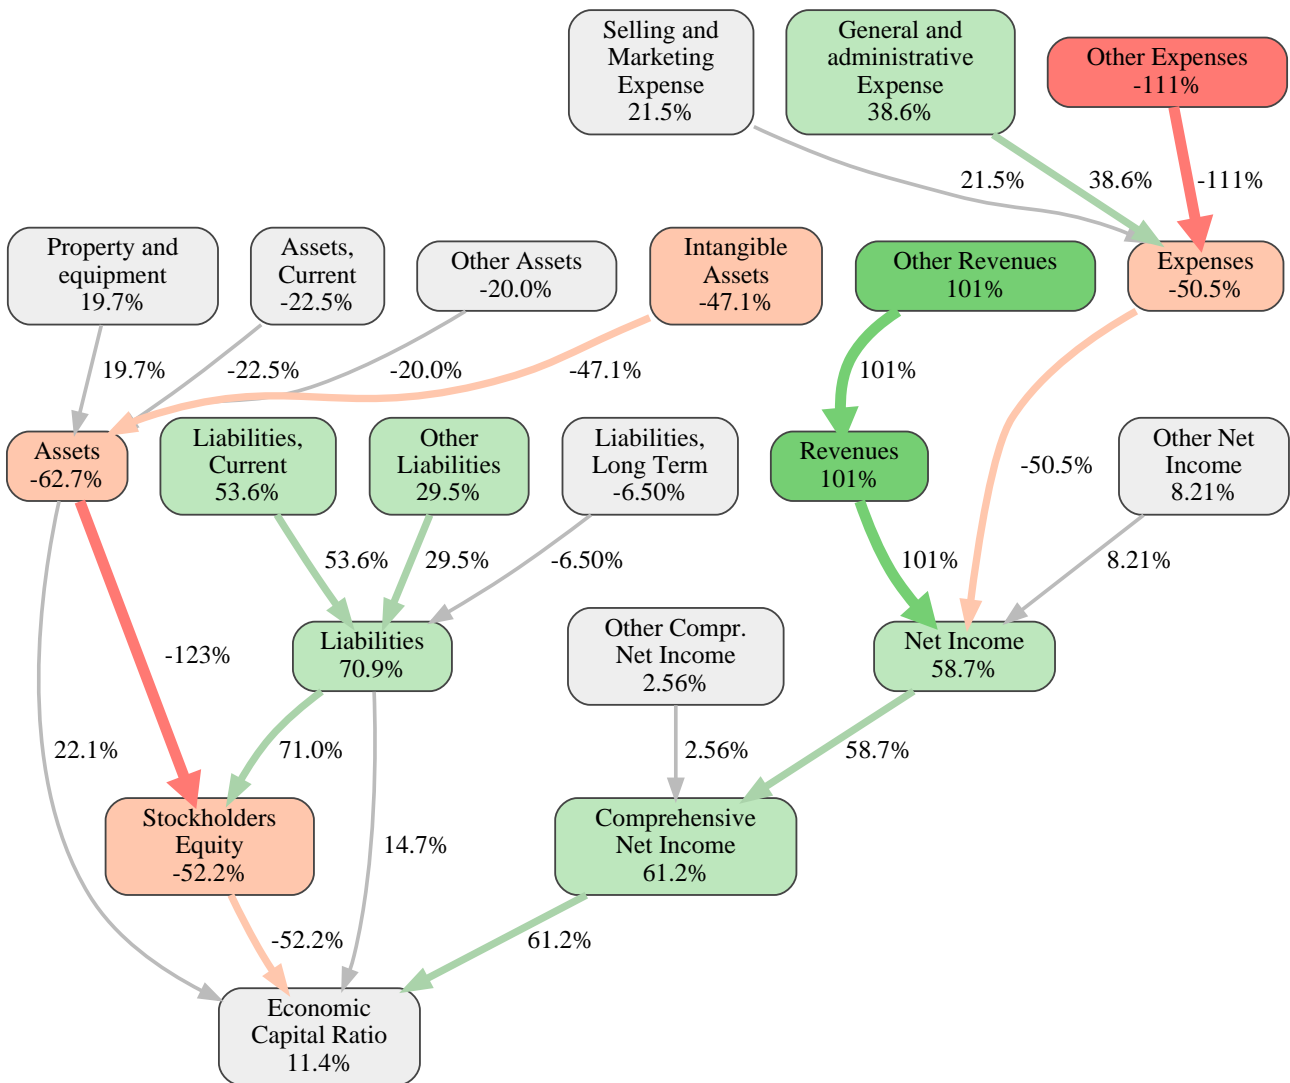 Selling and
Marketing
Expense
21.5%
General and
administrative
Expense
38.6%
Other Expenses
-111%
21.5%
38.6%
-111%
Property and
equipment
19.7%
Assets,
Current
-22.5%
Other Assets
-20.0%
Intangible
Assets
-47.1%
Other Revenues
101%
Expenses
-50.5%
19.7%
-22.5%
-20.0%
-47.1%
101%
Assets
-62.7%
Liabilities,
Current
53.6%
Other
Liabilities
29.5%
Liabilities,
Long Term
-6.50%
Revenues
101%
-50.5%
Other Net
Income
8.21%
53.6%
29.5%
-6.50%
101%
8.21%
-123%
Liabilities
70.9%
Other Compr.
Net Income
2.56%
Net Income
58.7%
22.1%
71.0%
2.56%
58.7%
Stockholders
Equity
-52.2%
14.7%
Comprehensive
Net Income
61.2%
-52.2%
61.2%
Economic
Capital Ratio
11.4%